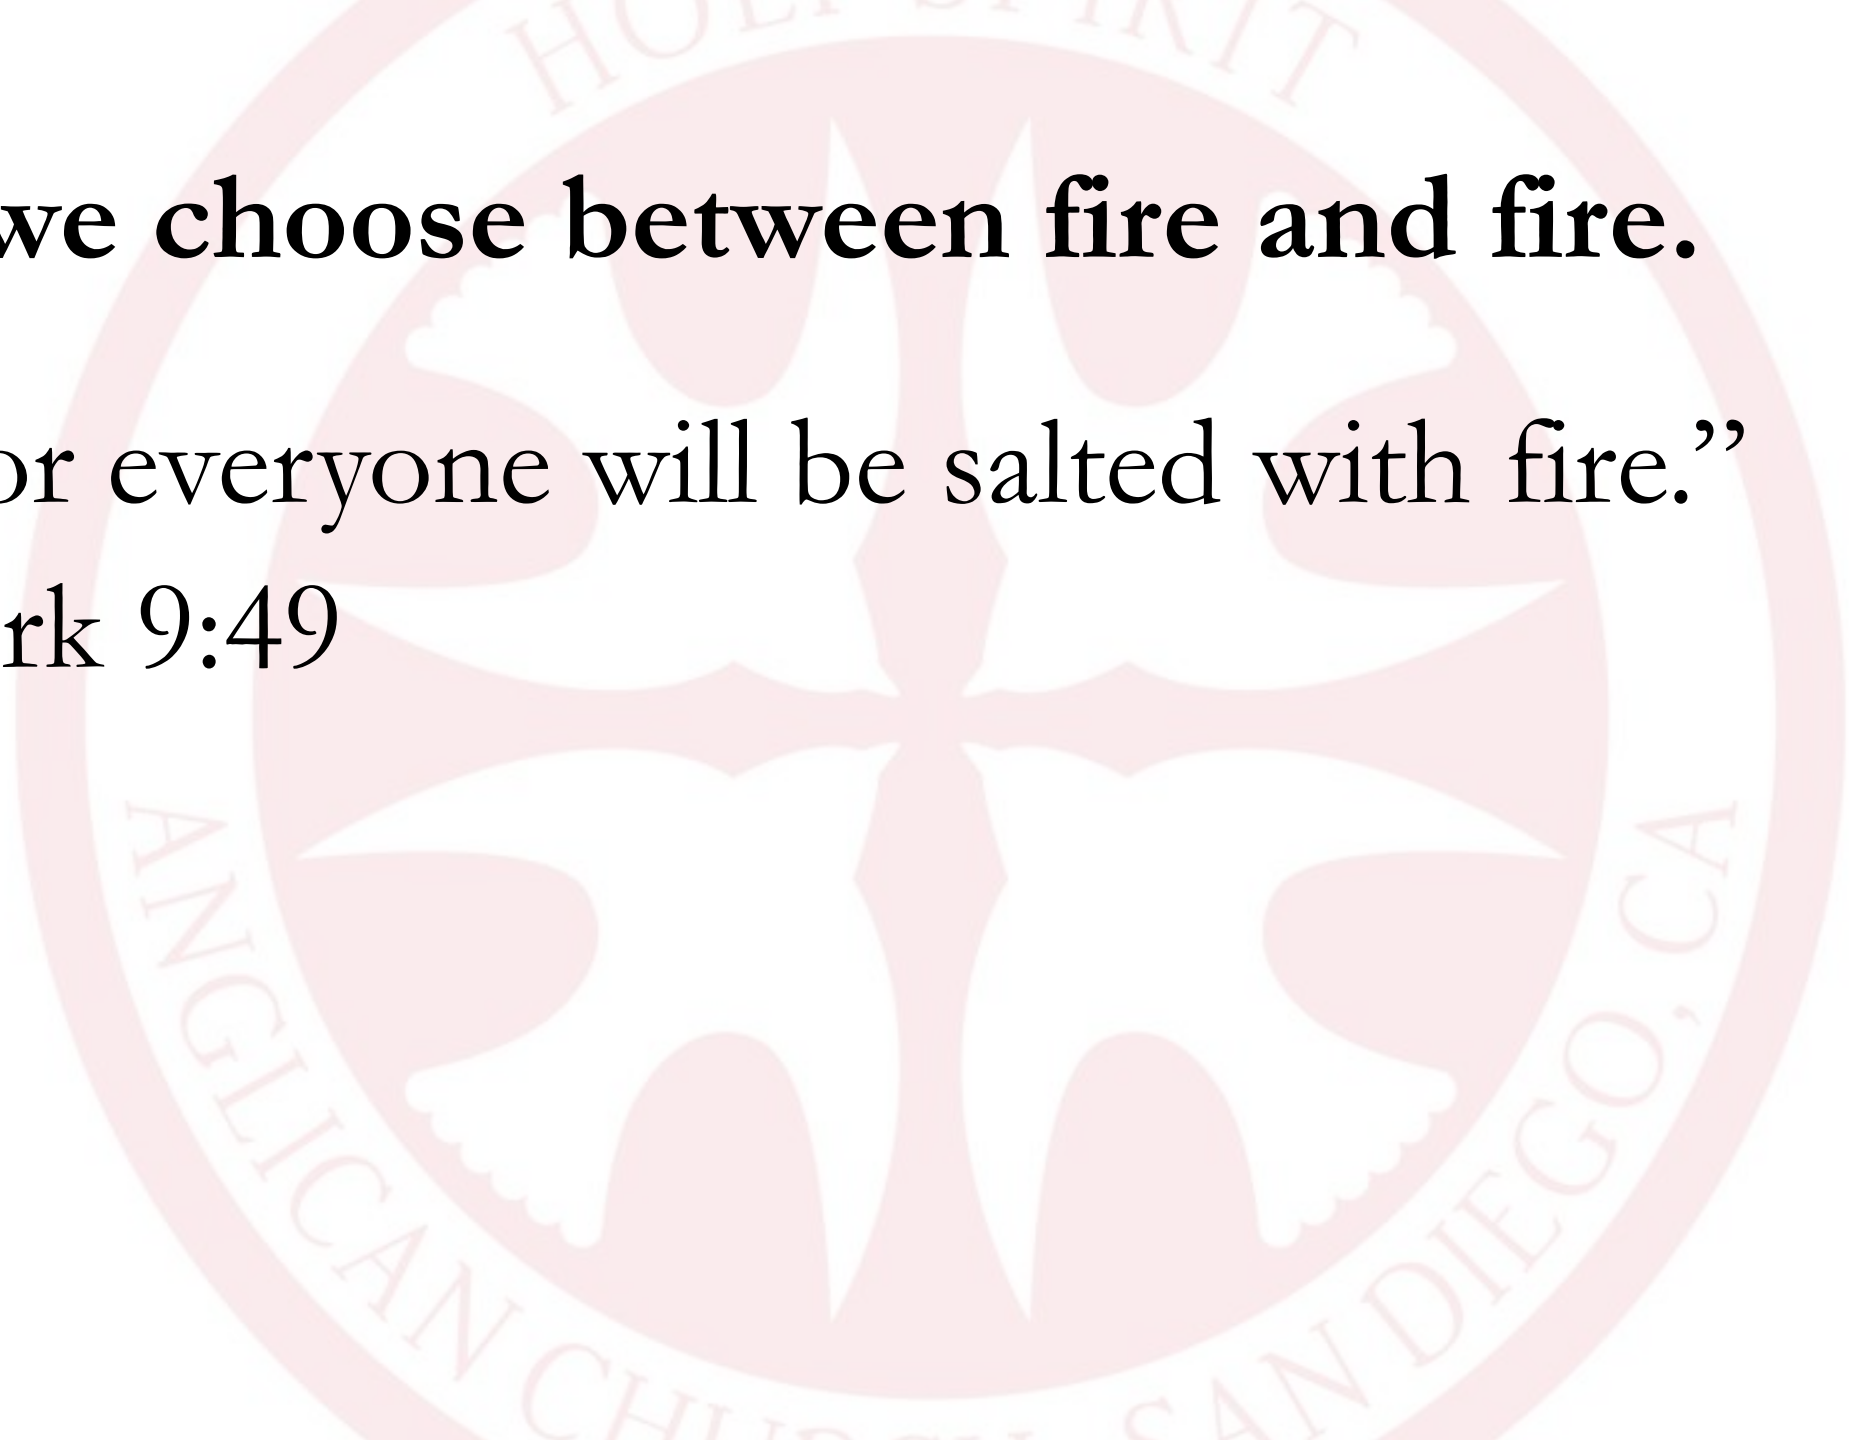 HOLY SPIRIT
we choose between fire and fire.
or everyone will be salted with fire.”
rk 9:49
ANGLICAN CHURCH, SAN DIEGO, CA